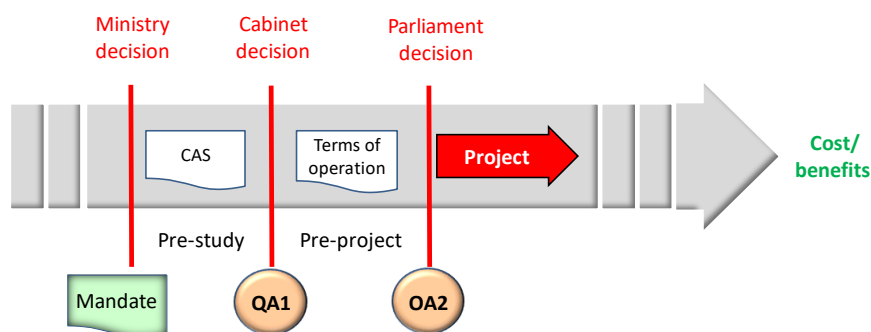 Ministry
decision
Cabinet
decision
Parliament
decision
CAS
Terms of
operation
Project
Cost/
benefits
Pre-study
Pre-project
Mandate
QA1
OA2